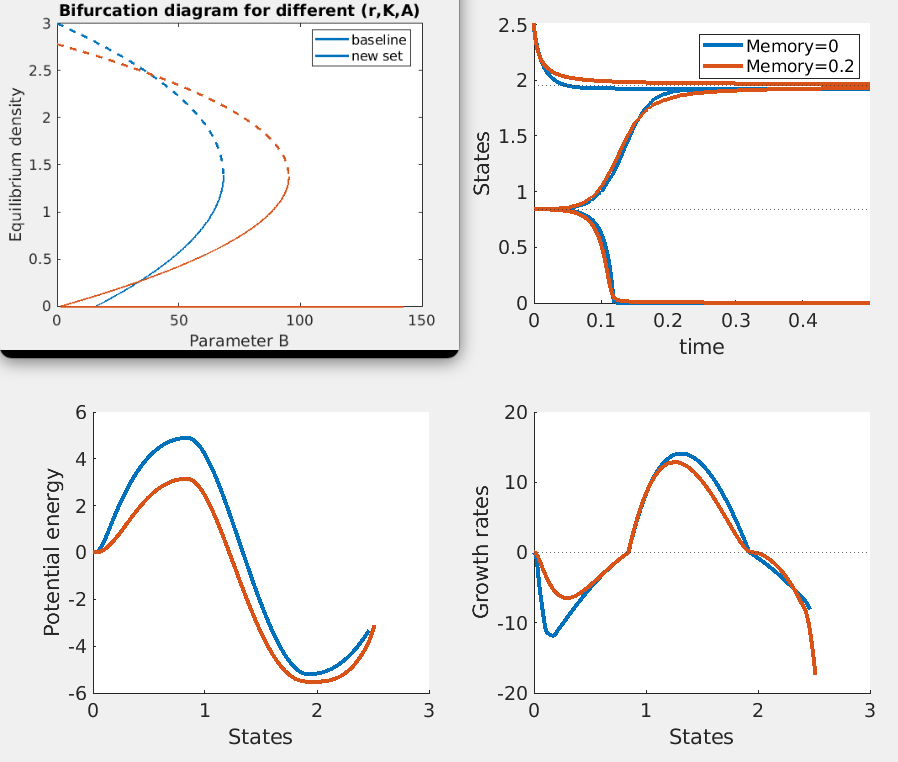 Bifurcation diagram for different (r,K,A)
3
2.5
2
1.5
1
0.5
0
Equilibrium density
baseline
new set
0 50 100 150
Parameter B
2.5
2
1.5
1
0.5
0
States
Memory=0
Memory=0.2
0 0.1 0.2 0.3 0.4
time
6
4
2
0
-2
-4
-6
Potential energy
0 1 2 3
States
20
10
0
-10
-20
Growth rates
0 1 2 3
States